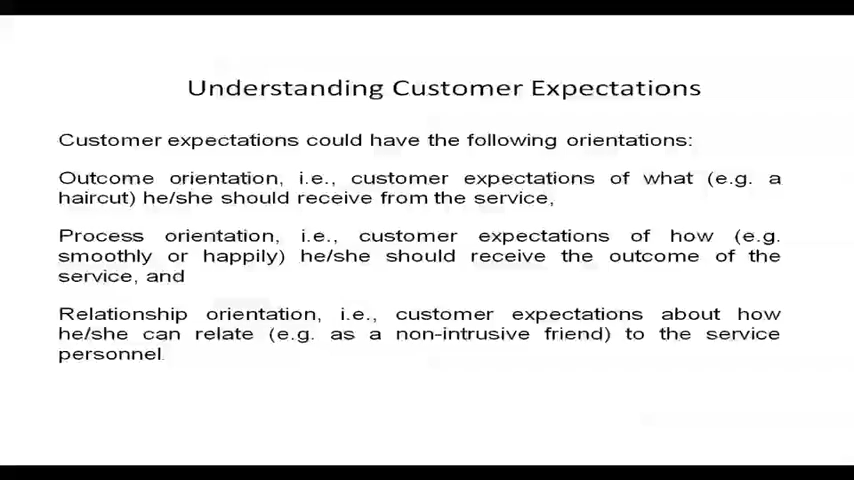 Understanding Customer Expectations
Customer expectations could have the following orientations:
Outcome orientation, i.e., customer expectations of what (e.g. a
haircut) he/she should receive from the service,
Process orientation, i.e., customer expectations of how (e.g.
smoothly or happily) he/she should receive the outcome of the
service, and
Relationship orientation, i.e., customer expectations about how
he/she can relate (e.g. as a non-intrusive friend) to the service
personnel